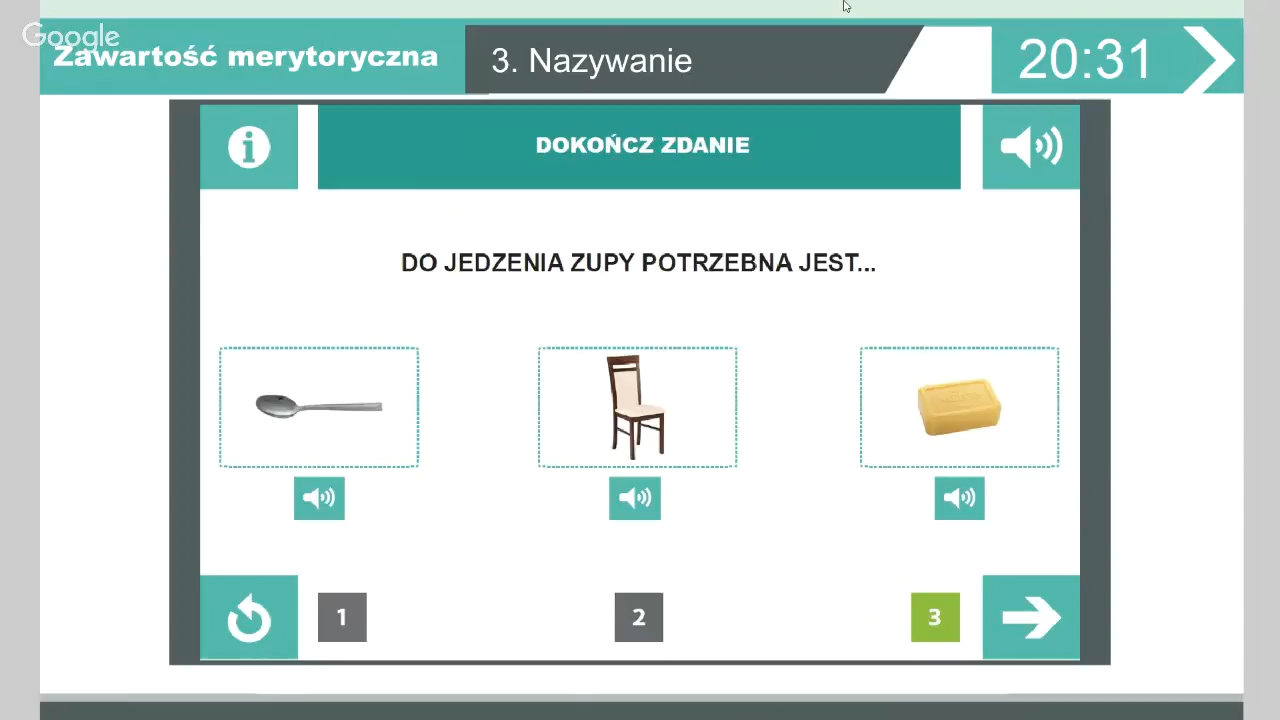 Google
Zawartość merytoryczna
3. Nazywanie
20:31
DOKOŃCZ ZDANIE
DO JEDZENIA ZUPY POTRZEBNA JEST...
1
2
3